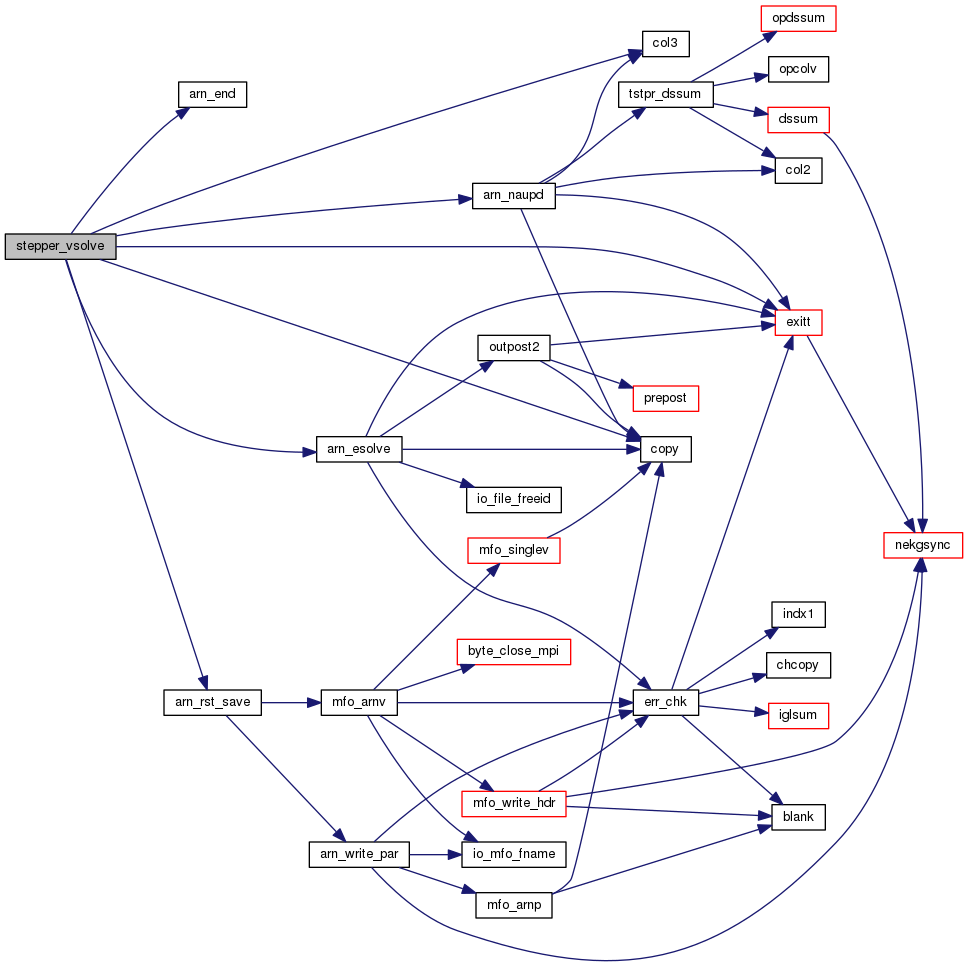 opdssum
col3
opcolv
arn_end
tstpr_dssum
dssum
col2
arn_naupd
stepper_vsolve
exitt
outpost2
prepost
arn_esolve
copy
io_file_freeid
nekgsync
mfo_singlev
indx1
byte_close_mpi
chcopy
arn_rst_save
mfo_arnv
err_chk
iglsum
mfo_write_hdr
blank
arn_write_par
io_mfo_fname
mfo_arnp